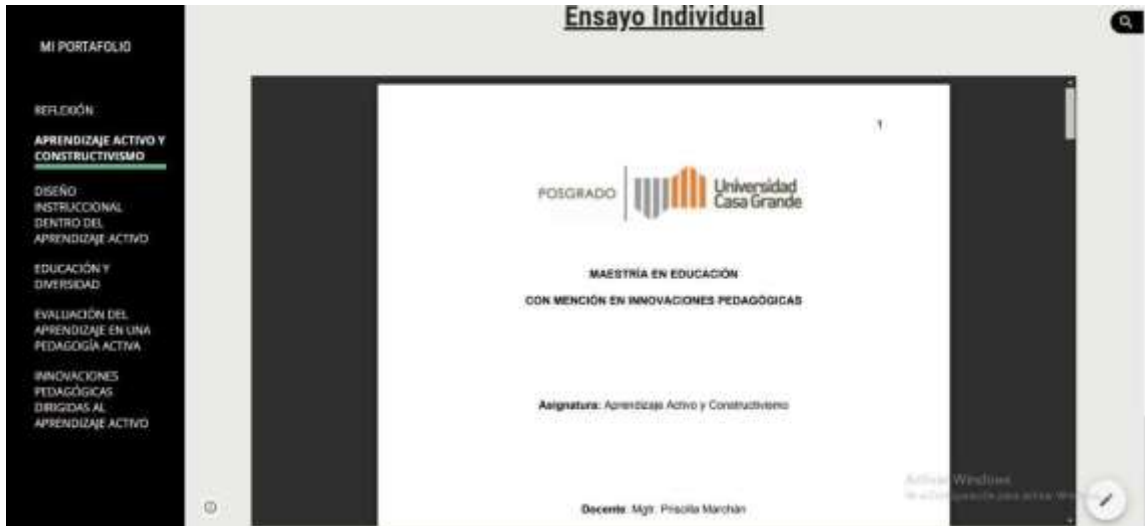 Ensayo Individual
MI PORTAFOLIO
REFLEXIÓN
APRENDIZAJE ACTIVO Y
CONSTRUCTIVISMO
DISEÑO
INSTRUCCIONAL
DENTRO DEL
APRENDIZAJE ACTIVO
EDUCACIÓN Y
DIVERSIDAD
EVALUACIÓN DEL
APRENDIZAJE EN UNA
PEDAGOGÍA ACTIVA
INNOVACIONES
PEDAGÓGICAS
DIRIGIDAS AL
APRENDIZAJE ACTIVO
1
POSGRADO
Universidad
Casa Grande
MAESTRÍA EN EDUCACIÓN
CON MENCIÓN EN INNOVACIONES PEDAGÓGICAS
Asignatura: Aprendizaje Activo y Constructivismo
Docente: Mgtr. Priscilla Marchán
Activar Windows